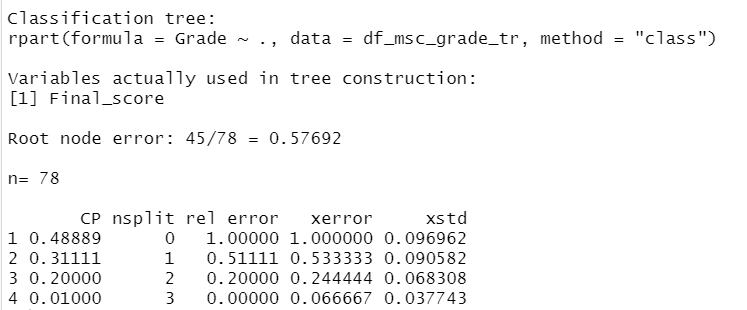 Classification tree:
rpart(formula = Grade ~ ., data = df_msc_grade_tr, method = "class")
Variables actually used in tree construction:
[1] Final_score
Root node error: 45/78 = 0.57692
n= 78
CP nsplit rel error xerror xstd
1 0.48889 0 1.00000 1.000000 0.096962
2 0.31111 1 0.51111 0.533333 0.090582
3 0.20000 2 0.20000 0.244444 0.068308
4 0.01000 3 0.00000 0.066667 0.037743